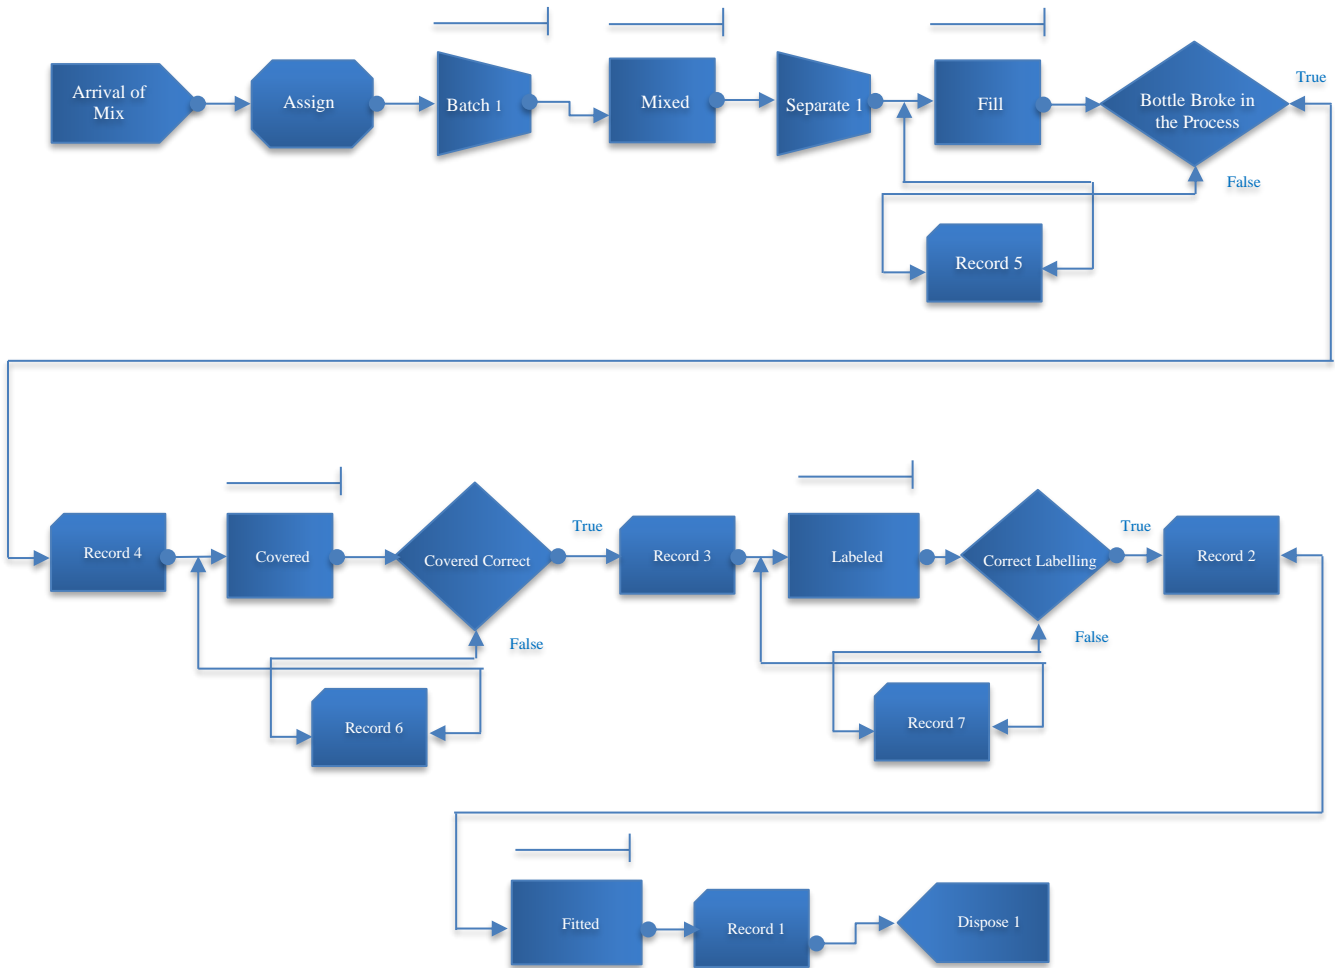 Arrival of
Mix
Assign
Batch 1
Mixed
Separate 1
Fill
Bottle Broke in
the Process
True
False
Record 5
Record 4
Covered
Covered Correct
True
False
Record 3
Labeled
Correct Labelling
True
False
Record 2
Record 6
Record 7
Fitted
Record 1
Dispose 1